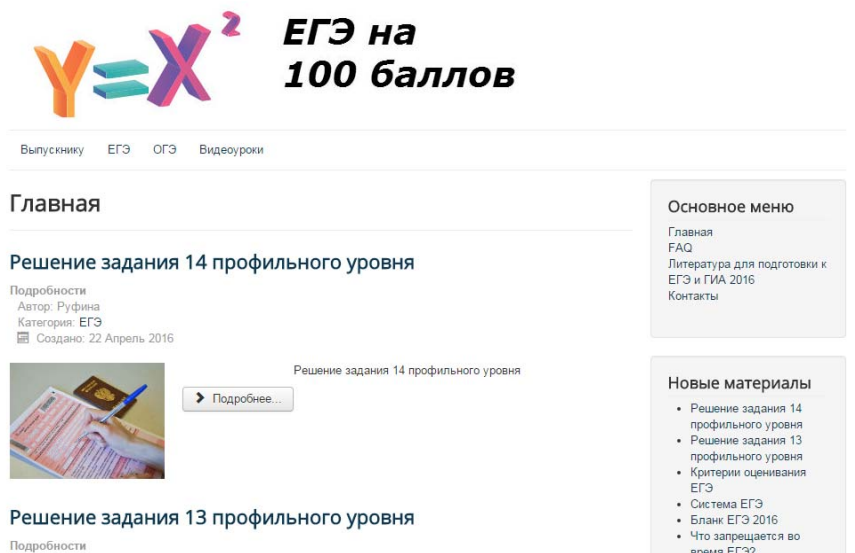 Y=X²
ЕГЭ на
100 баллов
Выпускнику ЕГЭ ОГЭ Видеоуроки
Главная
Решение задания 14 профильного уровня
Подробности
Автор: Руфина
Категория: ЕГЭ
Создано: 22 Апрель 2016
Решение задания 14 профильного уровня
Подробнее...
Решение задания 13 профильного уровня
Подробности
Основное меню
Главная
FAQ
Литература для подготовки к
ЕГЭ и ГИА 2016
Контакты
Новые материалы
Решение задания 14
профильного уровня
Решение задания 13
профильного уровня
Критерии оценивания
ЕГЭ
Система ЕГЭ
Бланк ЕГЭ 2016
Что запрещается во
время ЕГЭ?